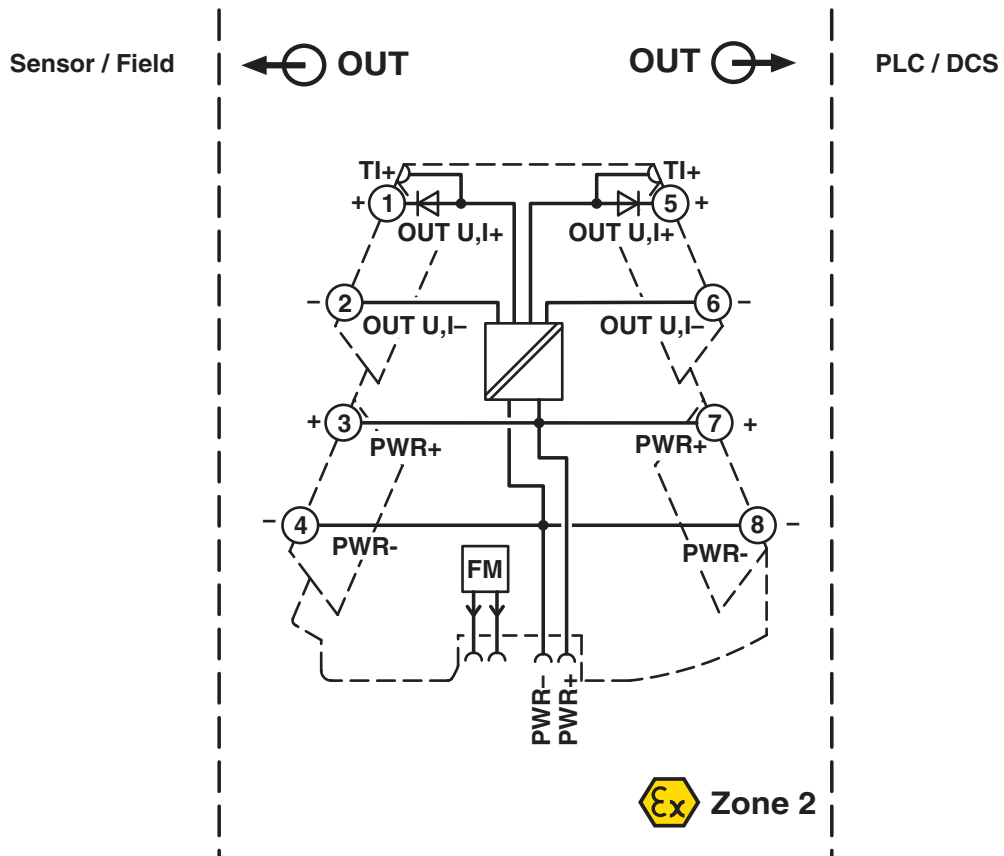 Sensor / Field
OUT
OUT
PLC / DCS
TI+
TI+
+ 1
5 +
OUT U,I+
OUT U,I+
– 2
6 –
OUT U,I–
OUT U,I–
+ 3
7 +
PWR+
PWR+
– 4
8 –
PWR-
PWR-
FM
PWR–
PWR+
Ex Zone 2